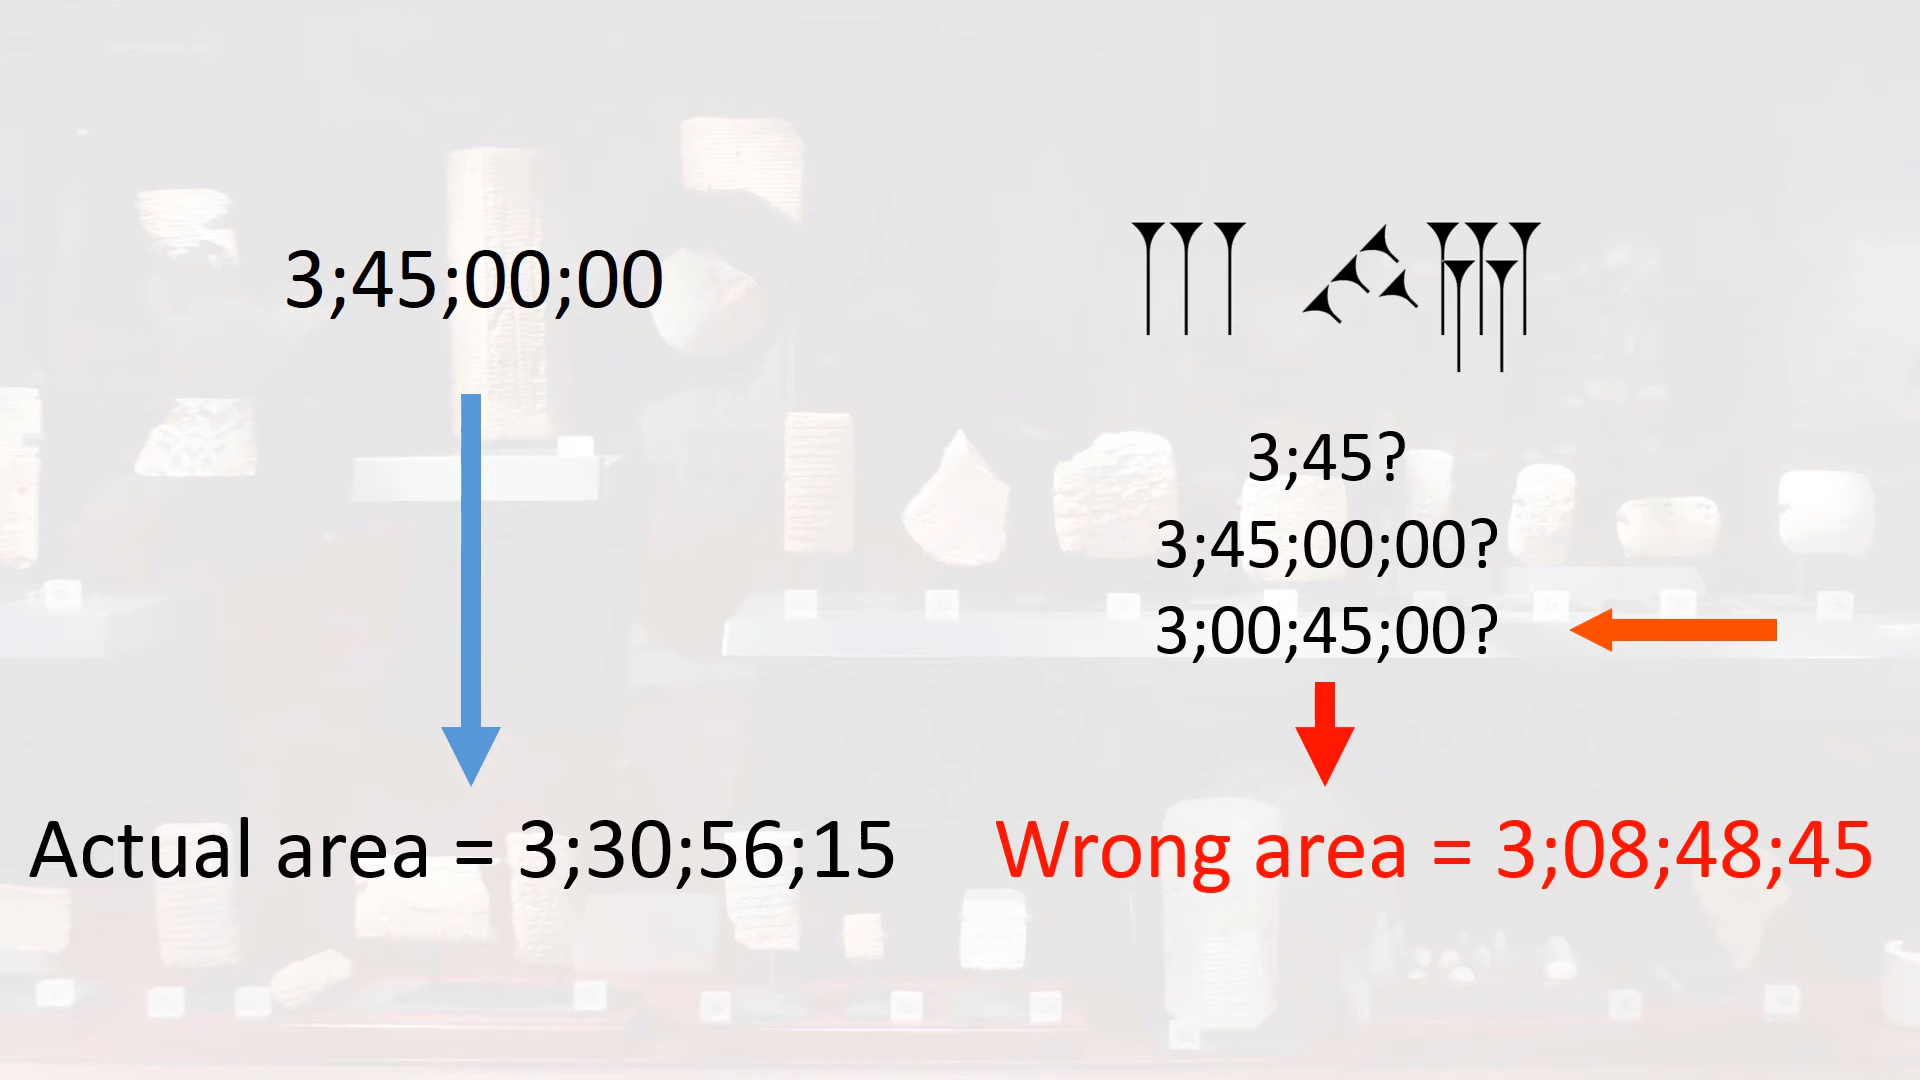 3;45;00;00
𒐈 𒐏𒐊
3;45?
3;45;00;00?
3;00;45;00?
Actual area = 3;30;56;15
Wrong area = 3;08;48;45